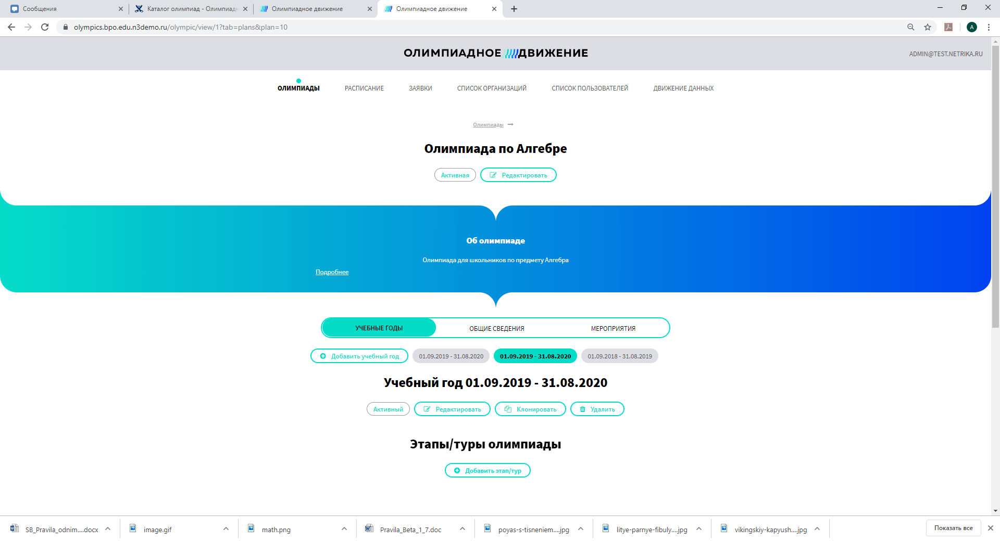 Сообщения
Каталог олимпиад - Олимпиадн
Олимпиадное движение
Олимпиадное движение
olympics.bpo.edu.n3demo.ru/olympic/view/1?tab=plans&plan=10
A
ОЛИМПИАДНОЕ ДВИЖЕНИЕ
ADMIN@TEST.NETRIKA.RU
ОЛИМПИАДЫ РАСПИСАНИЕ ЗАЯВКИ СПИСОК ОРГАНИЗАЦИЙ СПИСОК ПОЛЬЗОВАТЕЛЕЙ ДВИЖЕНИЕ ДАННЫХ
Олимпиады
Олимпиада по Алгебре
Активная Редактировать
Об олимпиаде
Олимпиада для школьников по предмету Алгебра
Подробнее
УЧЕБНЫЕ ГОДЫ ОБЩИЕ СВЕДЕНИЯ МЕРОПРИЯТИЯ
Добавить учебный год 01.09.2019 - 31.08.2020 01.09.2019 - 31.08.2020 01.09.2018 - 31.08.2019
Учебный год 01.09.2019 - 31.08.2020
Активный Редактировать Клонировать Удалить
Этапы/туры олимпиады
Добавить этап/тур
SB_Pravila_odnim....docx image.gif math.png Pravila_Beta_1_7.doc poyas-s-tisneniem....jpg litye-parnye-fibuly....jpg vikingskiy-kapyush....jpg Показать все